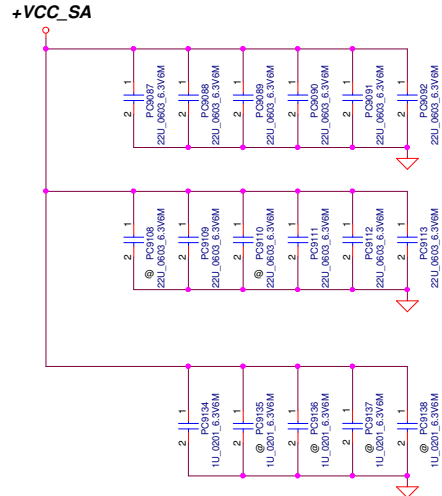 +VCC_SA
1
2
PC9087
22U_0603_6.3V6M
1
2
PC9088
22U_0603_6.3V6M
1
2
PC9089
22U_0603_6.3V6M
1
2
PC9090
22U_0603_6.3V6M
1
2
PC9091
22U_0603_6.3V6M
1
2
PC9092
22U_0603_6.3V6M
1
2
@
PC9108
22U_0603_6.3V6M
1
2
PC9109
22U_0603_6.3V6M
1
2
@
PC9110
22U_0603_6.3V6M
1
2
PC9111
22U_0603_6.3V6M
1
2
PC9112
22U_0603_6.3V6M
1
2
PC9113
22U_0603_6.3V6M
1
2
PC9134
1U_0201_6.3V6M
1
2
@
PC9135
1U_0201_6.3V6M
1
2
@
PC9136
1U_0201_6.3V6M
1
2
@
PC9137
1U_0201_6.3V6M
1
2
@
PC9138
1U_0201_6.3V6M